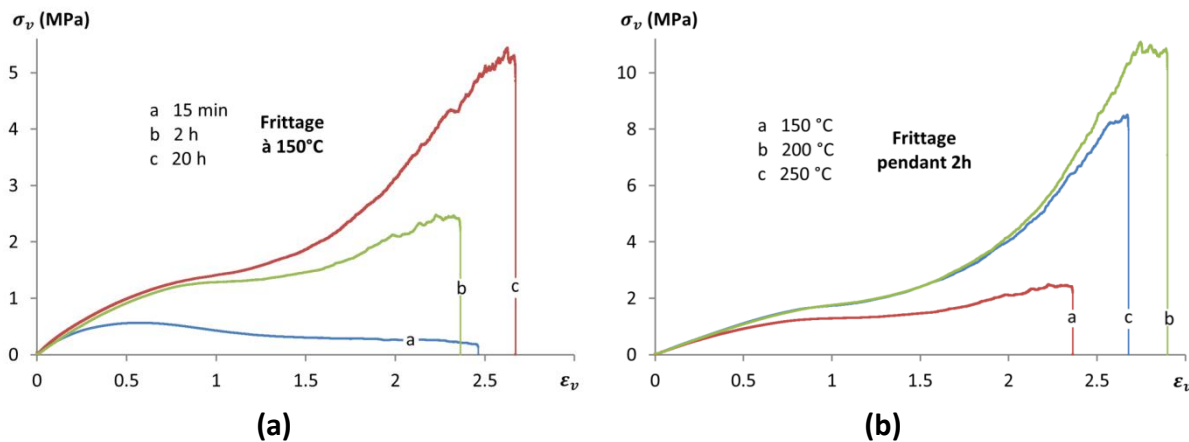 σᵥ (MPa)
5
4
3
2
1
0
a 15 min
b 2 h
c 20 h
Frittage
à 150°C
a
b
c
0 0.5 1 1.5 2 2.5 εᵥ
(a)
σᵥ (MPa)
10
8
6
4
2
0
a 150 °C
b 200 °C
c 250 °C
Frittage
pendant 2h
a
c
b
0 0.5 1 1.5 2 2.5 ει
(b)